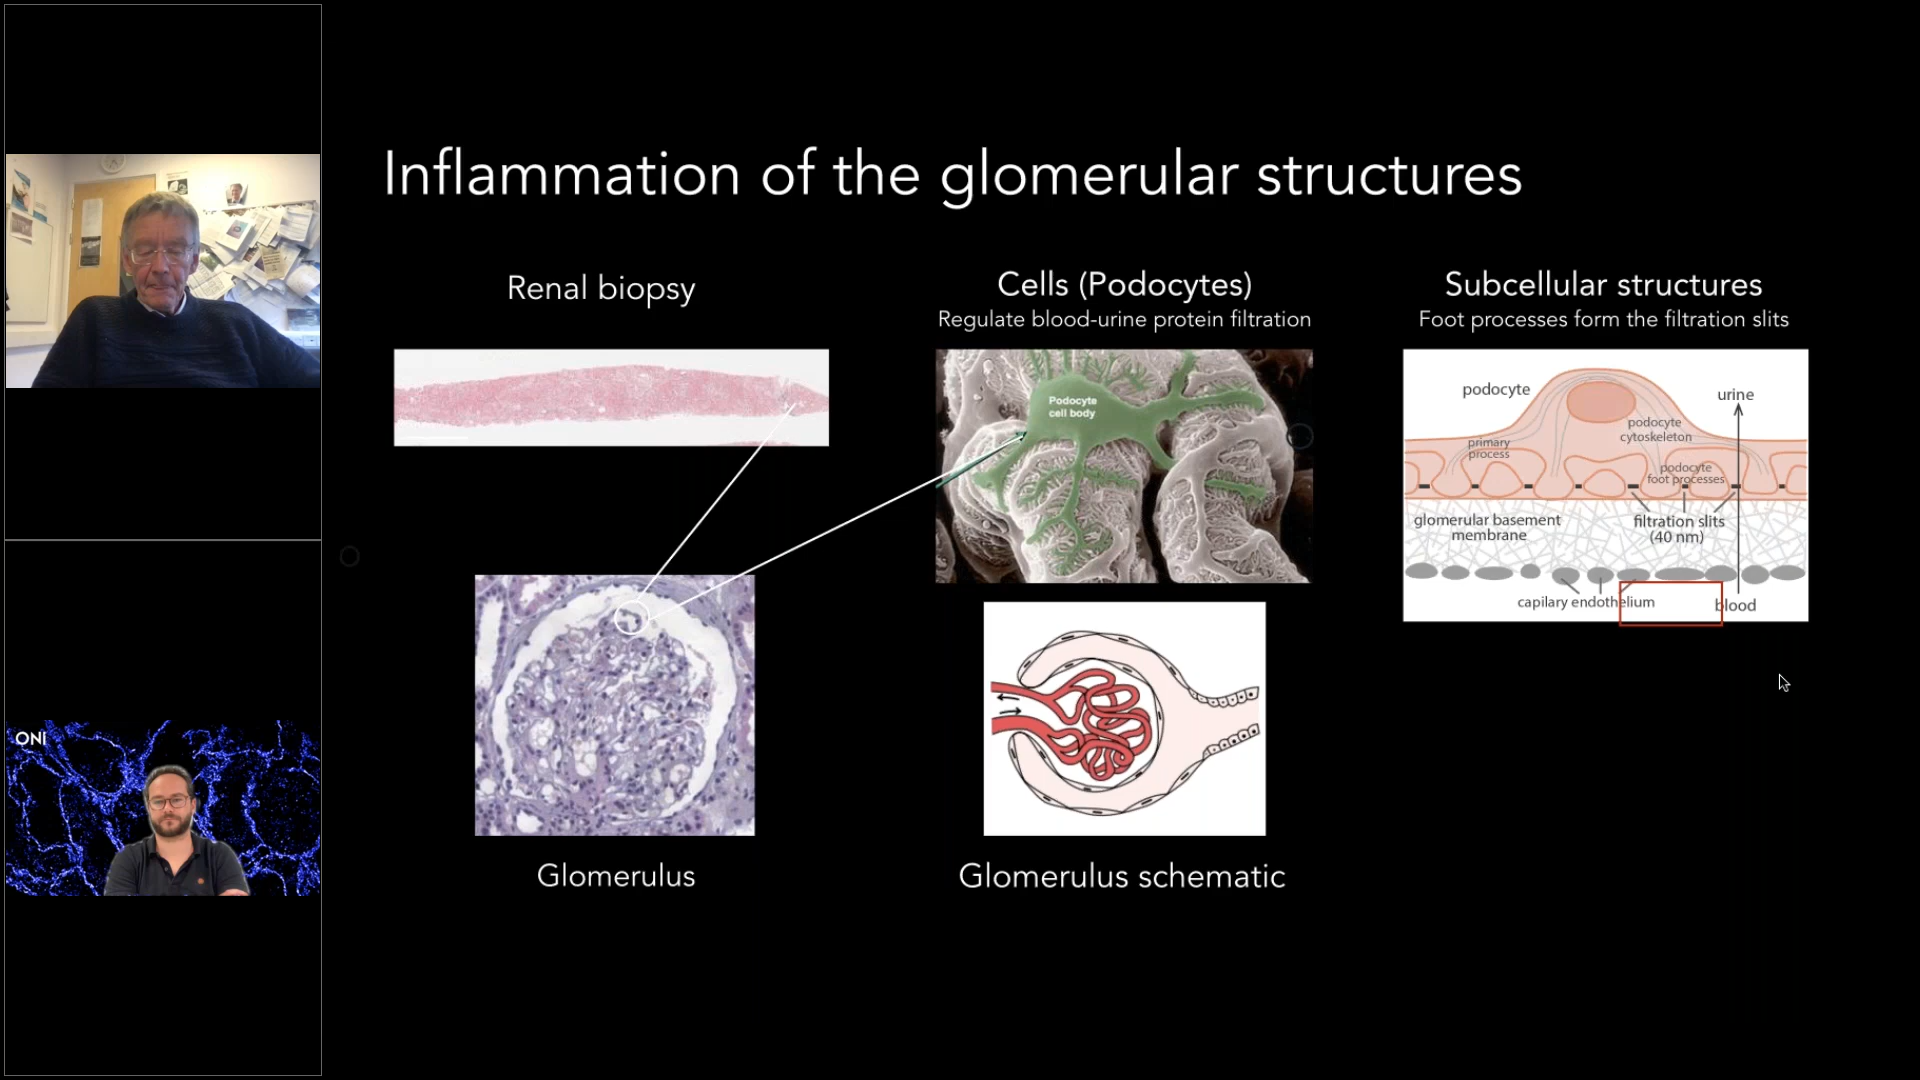 Inflammation of the glomerular structures
Renal biopsy
Glomerulus
Cells (Podocytes)
Regulate blood-urine protein filtration
Podocyte
cell body
Glomerulus schematic
Subcellular structures
Foot processes form the filtration slits
podocyte
urine
podocyte
cytoskeleton
primary
process
podocyte
foot processes
glomerular basement
membrane
filtration slits
(40 nm)
capilary endothelium
blood
ONI